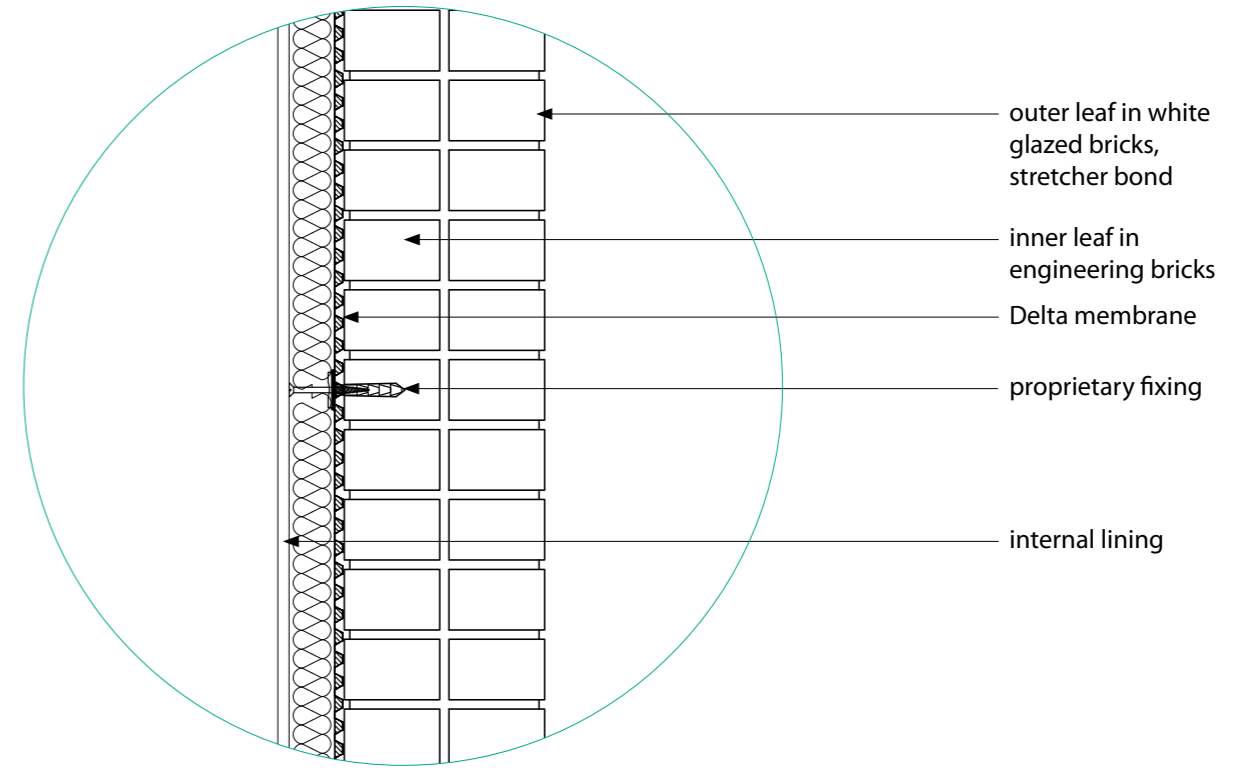 outer leaf in white
glazed bricks,
stretcher bond
inner leaf in
engineering bricks
Delta membrane
proprietary fixing
internal lining